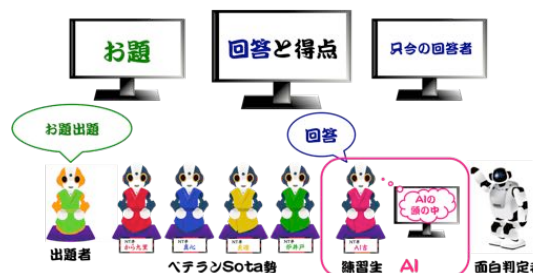 お題
回答と得点
只今の回答者
お題出題
回答
AIの
頭の中
出題者
ベテランSota勢
練習生 AI
面白判定者